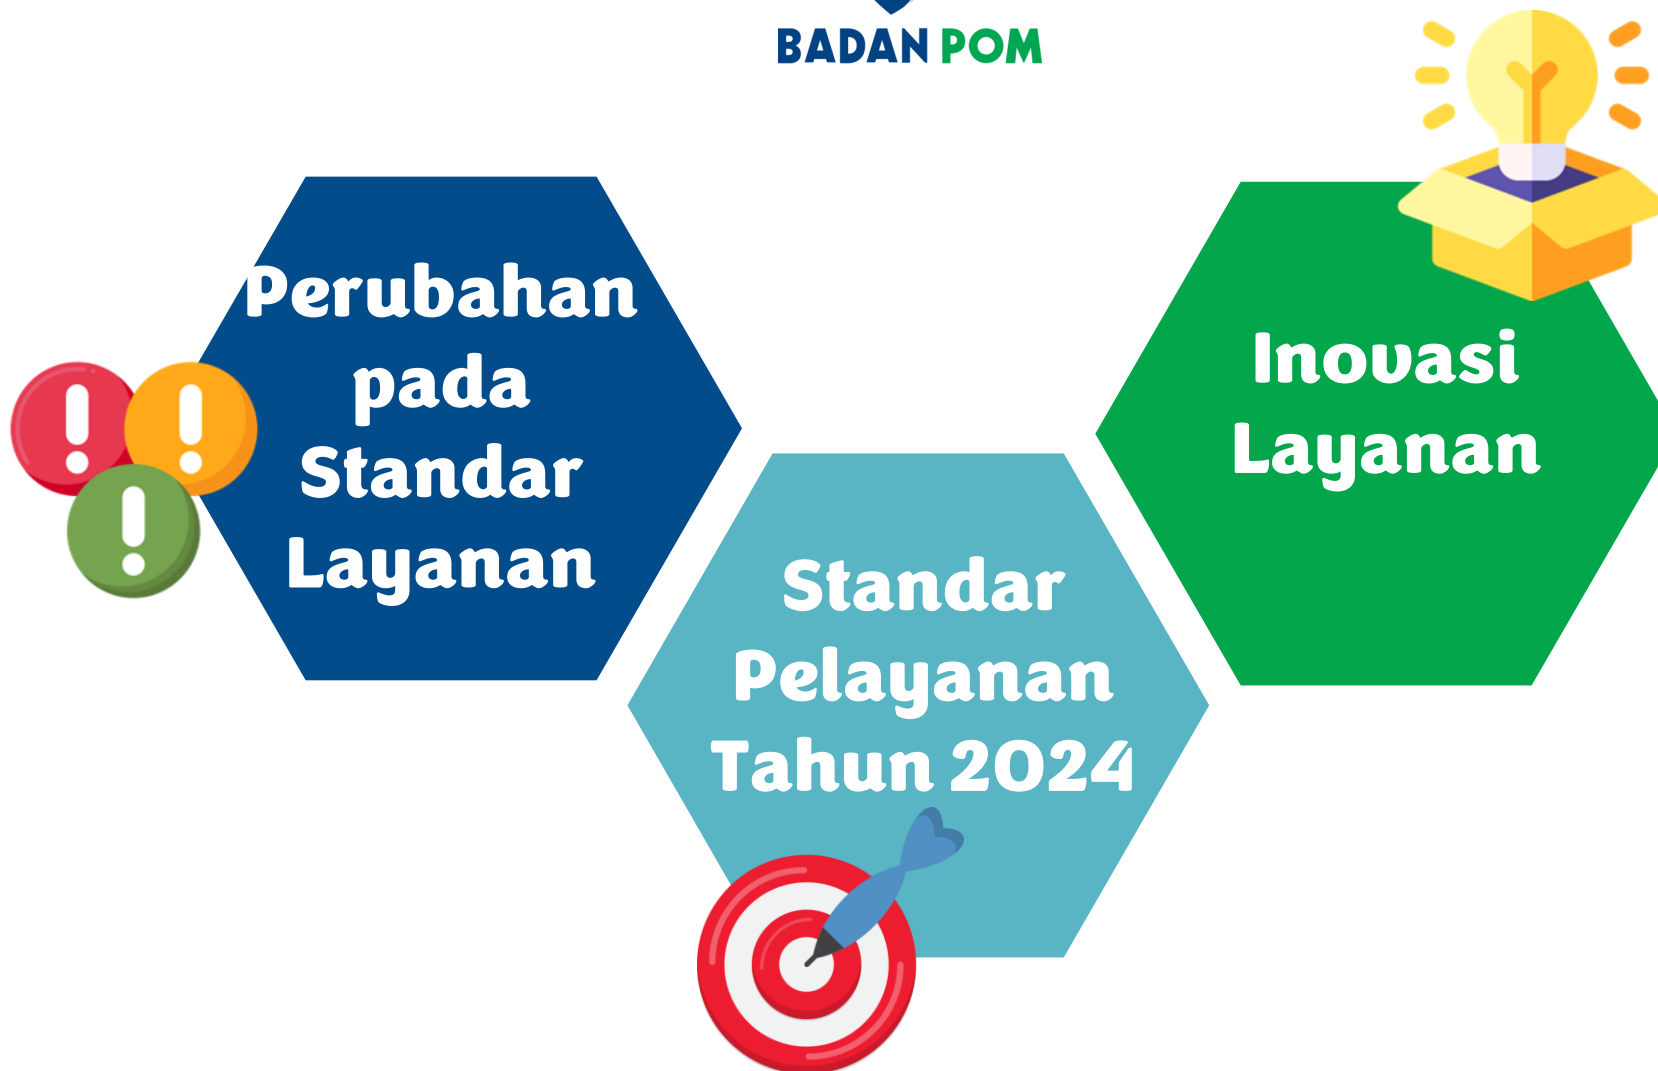 BADAN POM
Perubahan
pada
Standar
Layanan
Standar
Pelayanan
Tahun 2024
Inovasi
Layanan